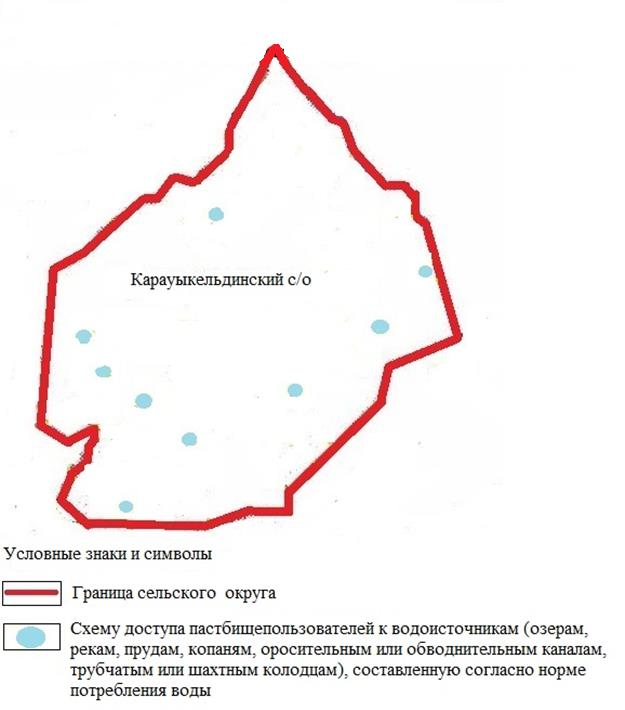 Карауыкельдинский с/о
Условные знаки и символы
Граница сельского округа
Схему доступа пастбищепользователей к водоисточникам (озерам,
рекам, прудам, копаням, оросительным или обводнительным каналам,
трубчатым или шахтным колодцам), составленную согласно норме
потребления воды